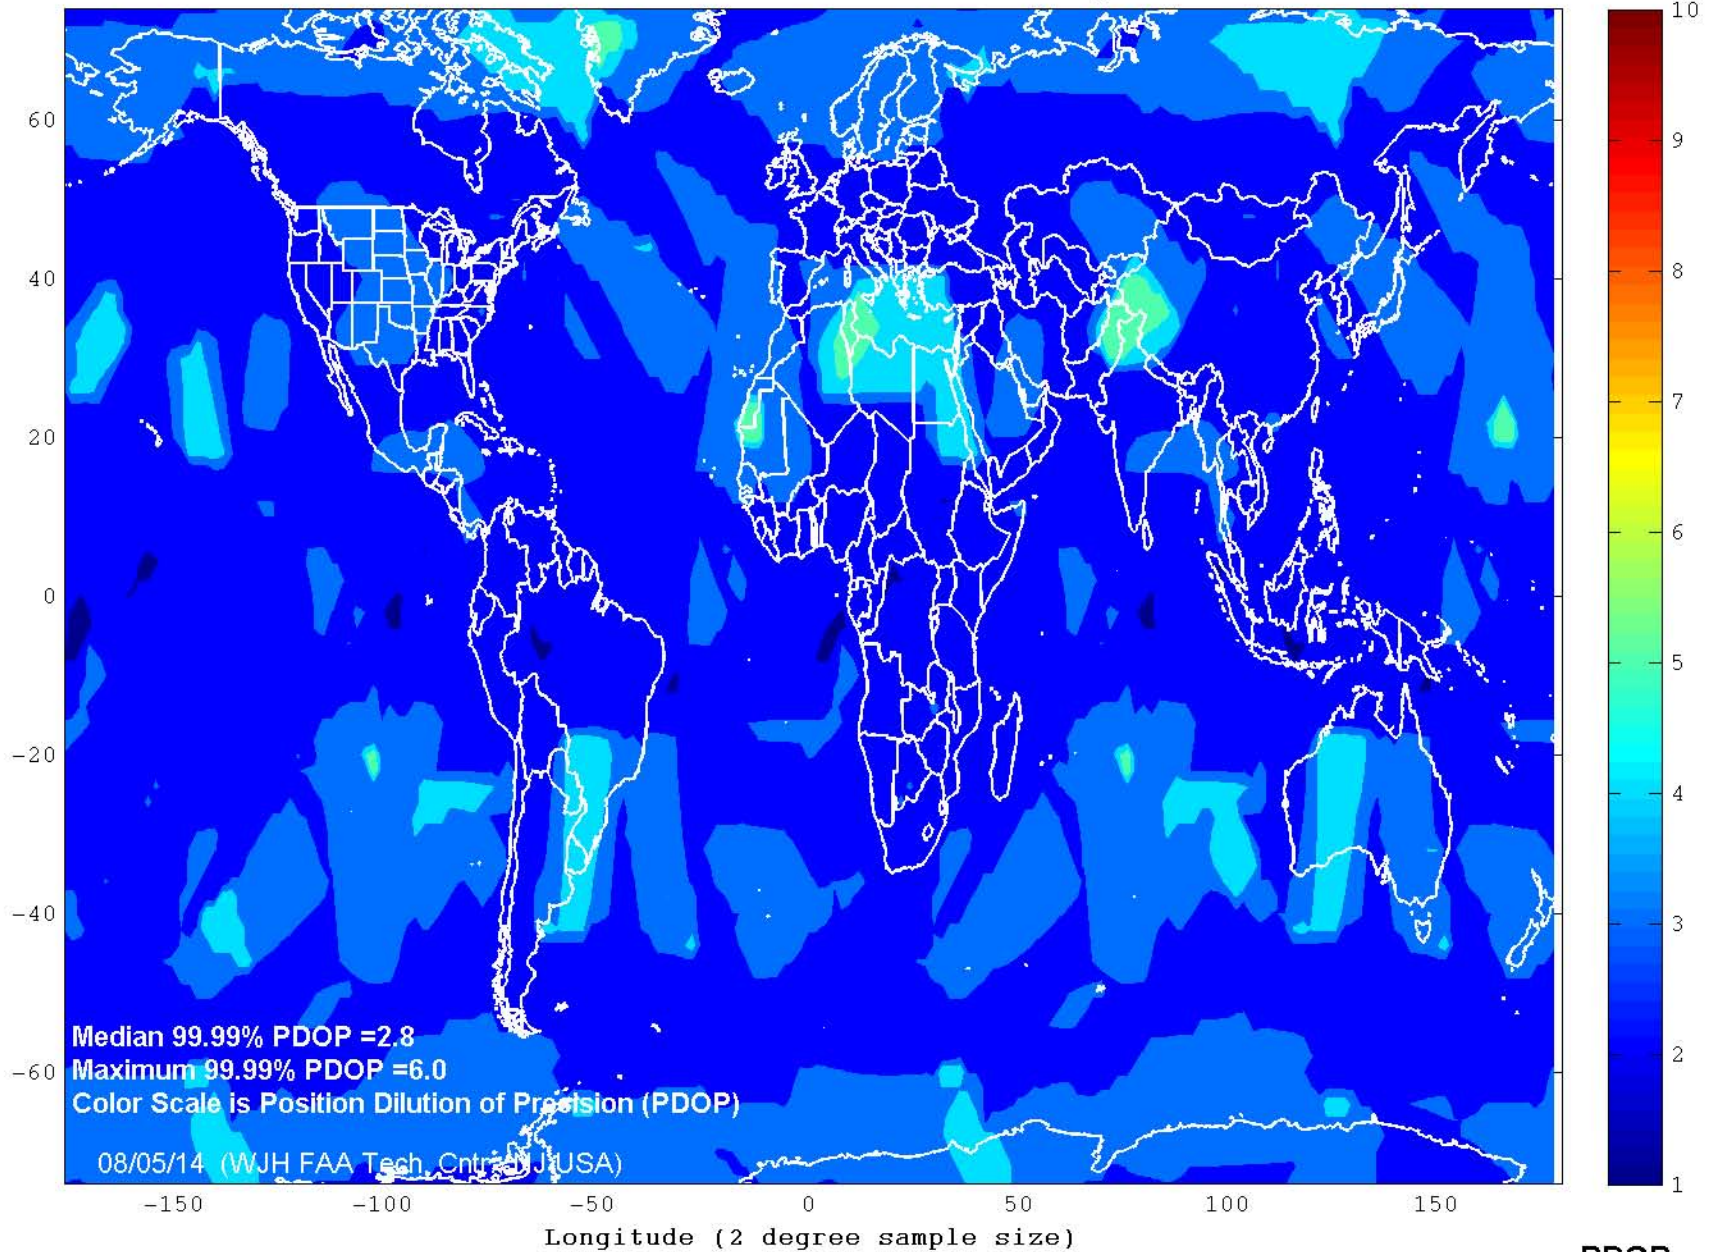 60
40
20
0
-20
-40
-60
Median 99.99% PDOP =2.8
Maximum 99.99% PDOP =6.0
Color Scale is Position Dilution of Precision (PDOP)
08/05/14 (WJH FAA Tech. Cntr. NJ USA)
-150 -100 -50 0 50 100 150
Longitude (2 degree sample size)
10
9
8
7
6
5
4
3
2
1
PDOP